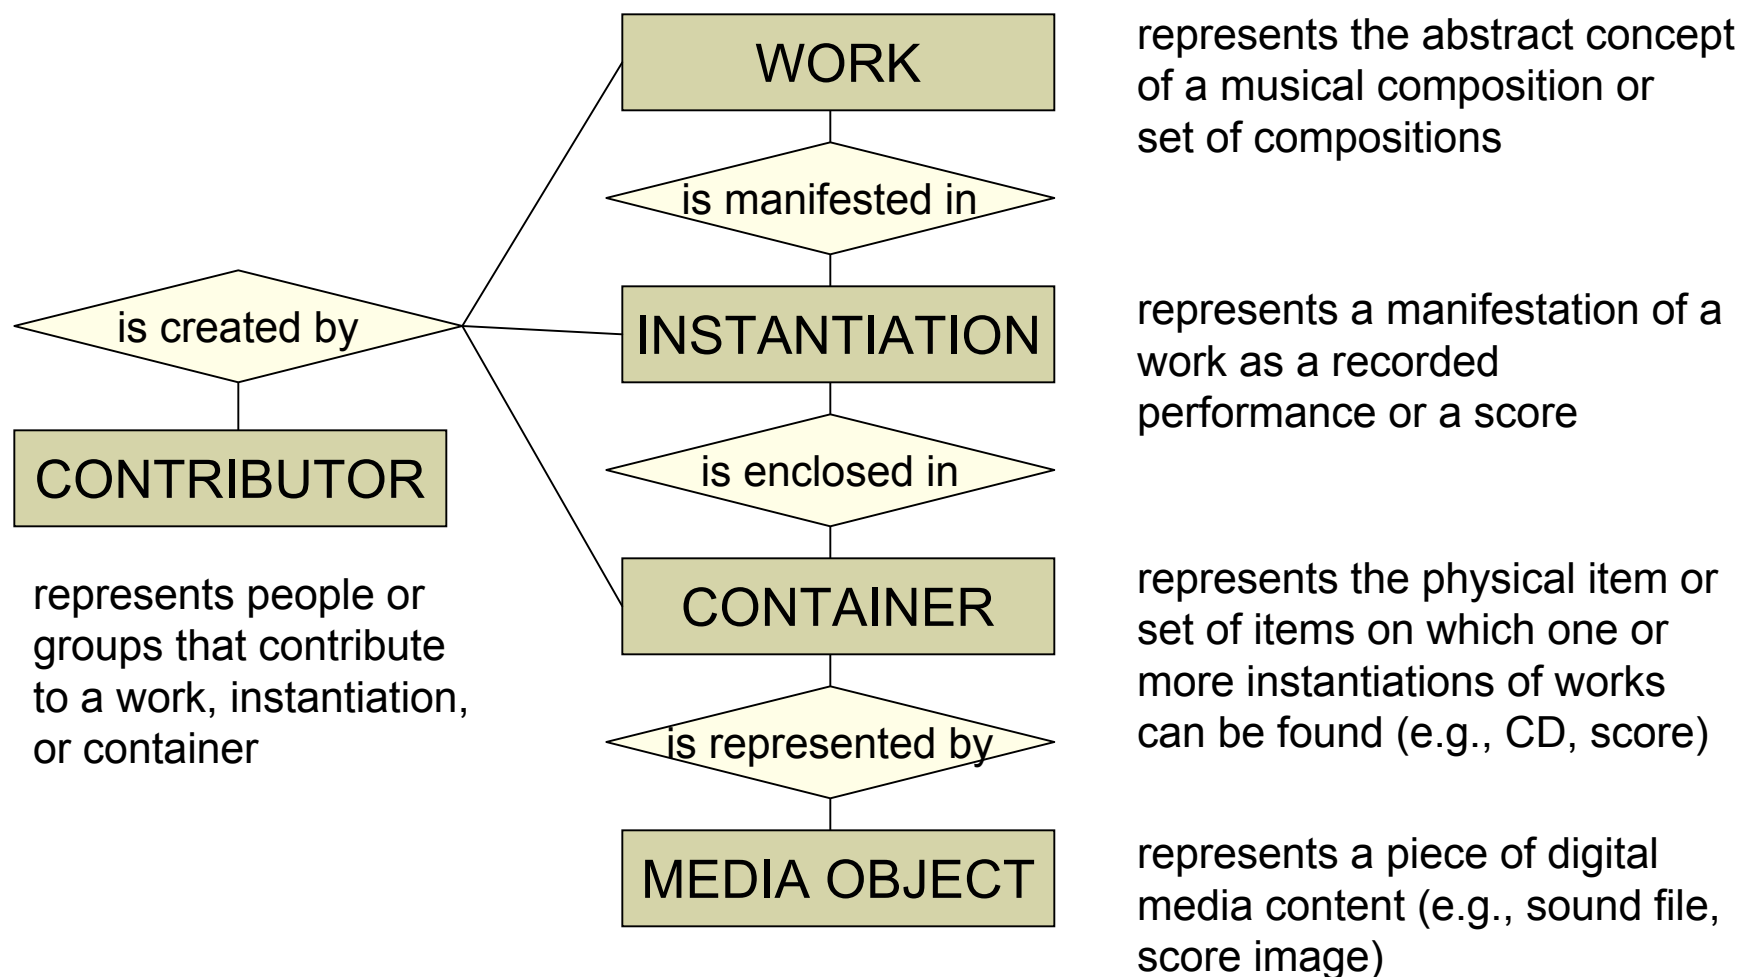 WORK
represents the abstract concept
of a musical composition or
set of compositions
is manifested in
is created by
INSTANTIATION
represents a manifestation of a
work as a recorded
performance or a score
CONTRIBUTOR
represents people or
groups that contribute
to a work, instantiation,
or container
is enclosed in
CONTAINER
represents the physical item or
set of items on which one or
more instantiations of works
can be found (e.g., CD, score)
is represented by
MEDIA OBJECT
represents a piece of digital
media content (e.g., sound file,
score image)